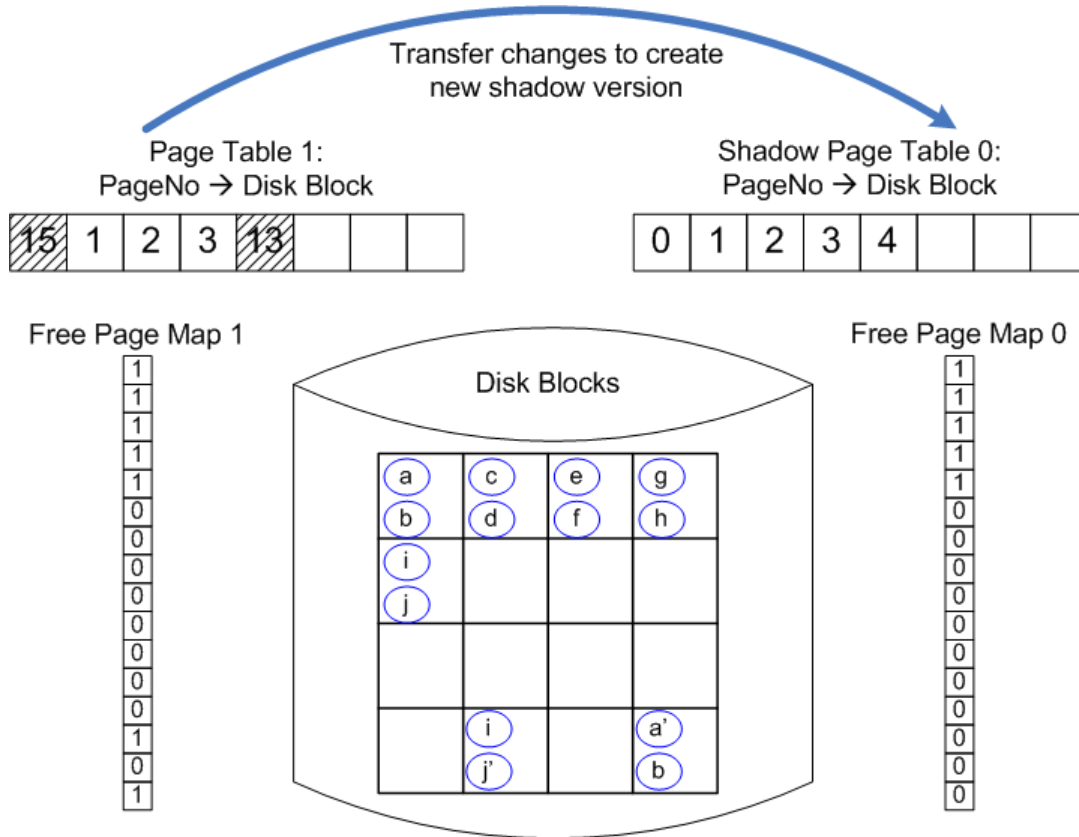 Transfer changes to create
new shadow version
Page Table 1:
PageNo → Disk Block
15 1 2 3 13
Shadow Page Table 0:
PageNo → Disk Block
0 1 2 3 4
Free Page Map 1
1
1
1
1
1
0
0
0
0
0
0
0
0
1
0
1
Disk Blocks
a c e g
b d f h
i
j
i a'
j' b
Free Page Map 0
1
1
1
1
1
0
0
0
0
0
0
0
0
0
0
0